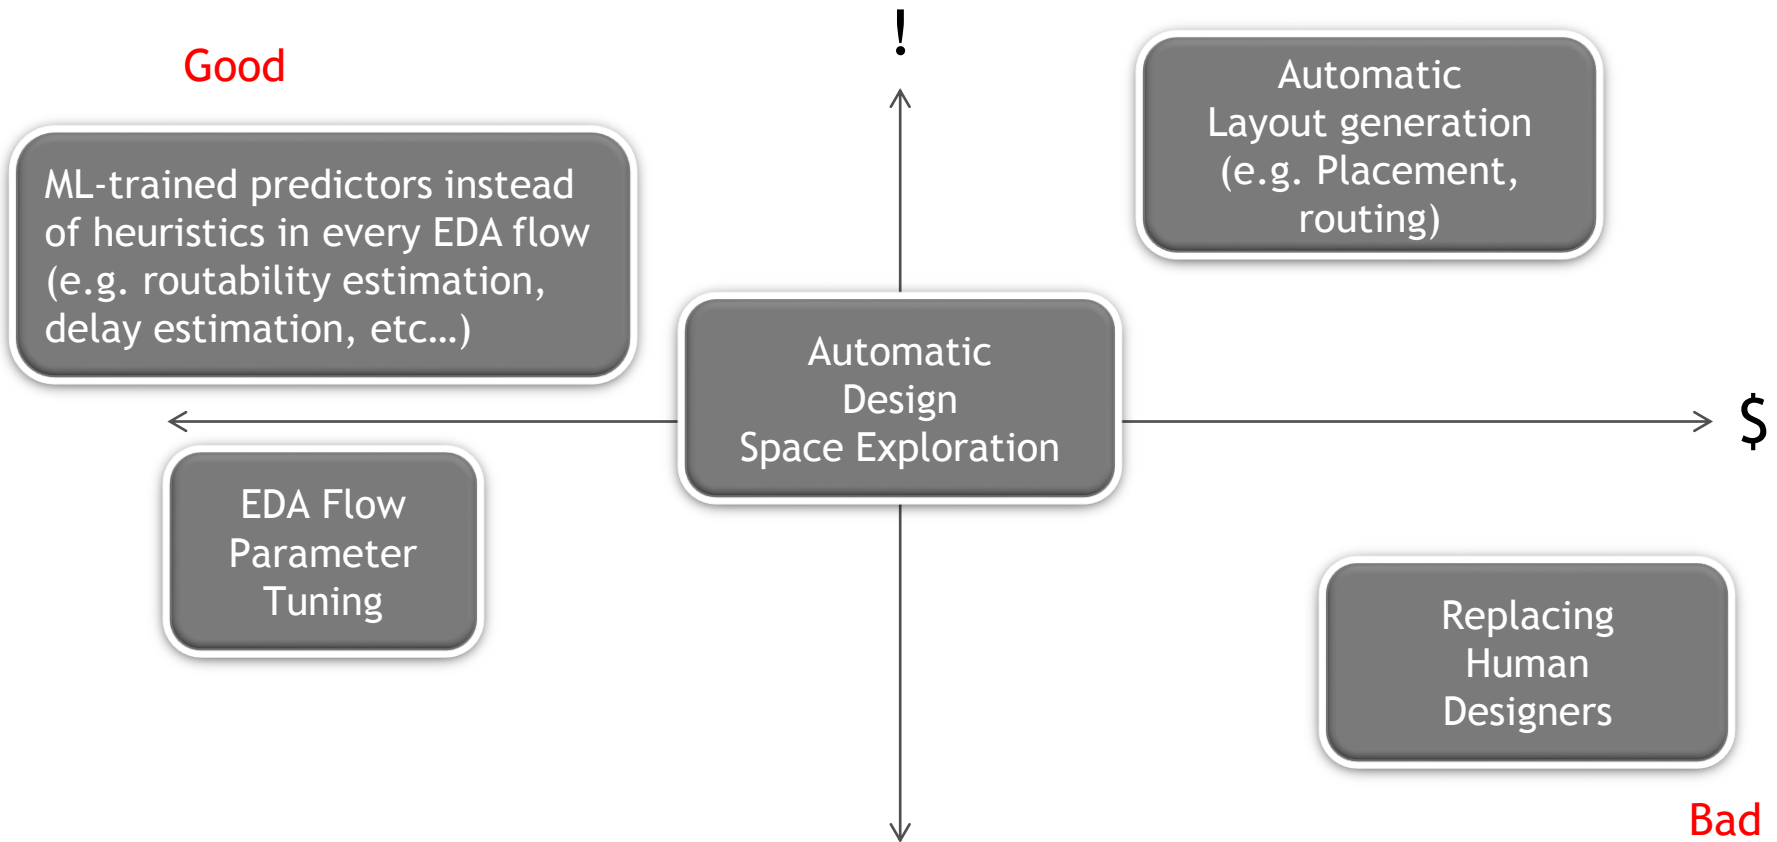 !
Good
Automatic
Layout generation
(e.g. Placement,
routing)
ML-trained predictors instead
of heuristics in every EDA flow
(e.g. routability estimation,
delay estimation, etc…)
Automatic
Design
Space Exploration
$
EDA Flow
Parameter
Tuning
Replacing
Human
Designers
Bad